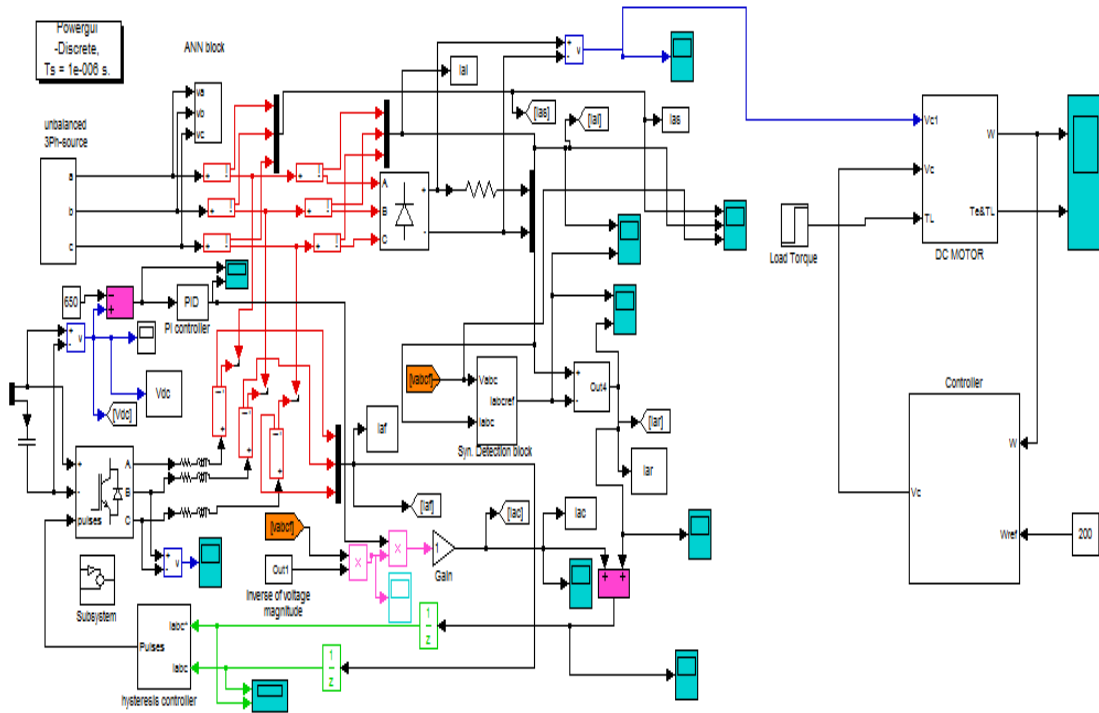 Powergui
-Discrete,
Ts = 1e-006 s.
ANN block
unbalanced
3Ph-source
a
b
c
va
vb
vc
A
B
C
+
-
+
-
v
Ial
[Ias]
[Ial]
Ias
Vc1
Vc
TL
W
Te&TL
DC MOTOR
Load Torque
650
PID
PI controller
+
-
v
Vdc
[Vdc]
[Vabcf]
Vabc
Iabc
Iabcref
Syn. Detection block
+
-
Out4
[Iar]
Iar
Controller
W
Vc
Wref
200
Iaf
[Iaf]
+
-
pulses
A
B
C
+
-
v
[Vabcf]
Out1
Inverse of voltage
magnitude
×
×
1
Gain
[Iac]
Iac
+ +
Subsystem
Pulses
Iabc*
Iabc
hysteresis controller
1
z
1
z